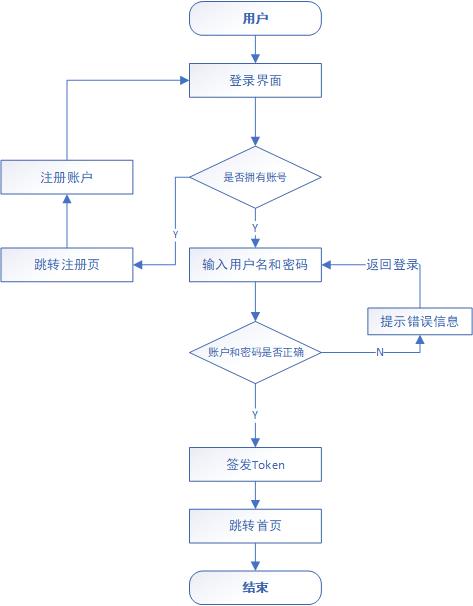 用户
登录界面
注册账户
是否拥有账号
Y
Y
跳转注册页
输入用户名和密码
返回登录
提示错误信息
账户和密码是否正确
N
Y
签发Token
跳转首页
结束